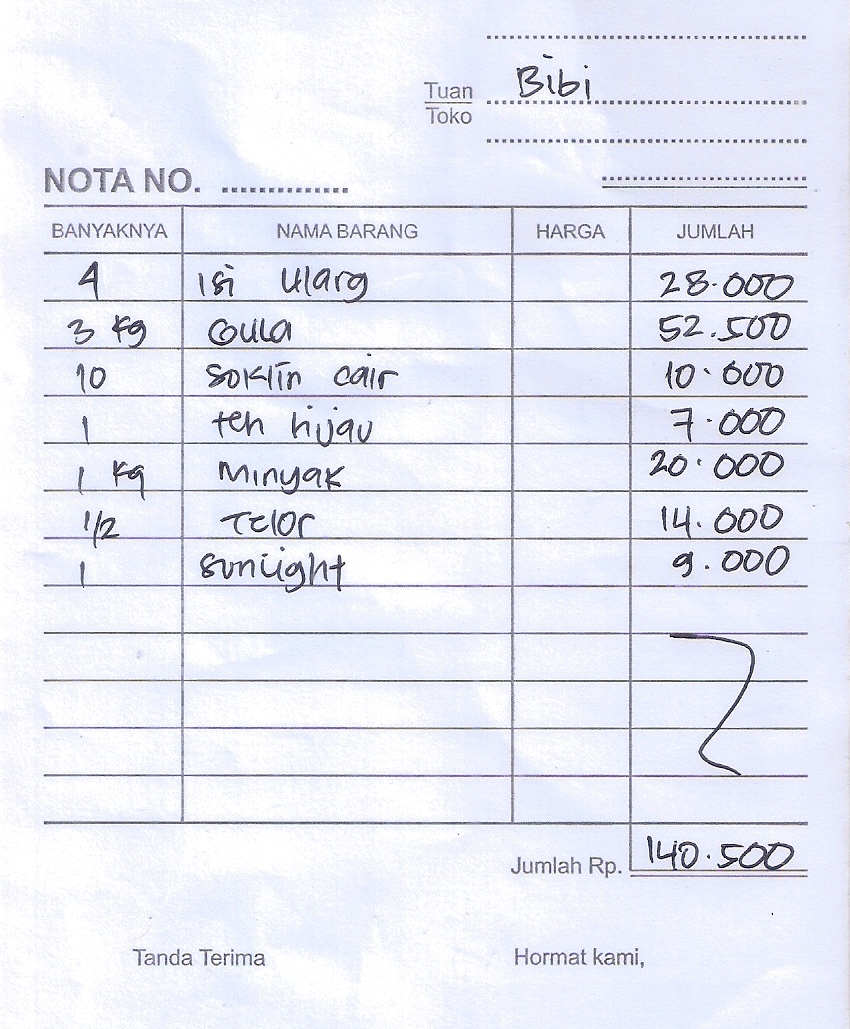 Bibi
Tuan
Toko
NOTA NO. ..............
BANYAKNYA NAMA BARANG HARGA JUMLAH
4 isi Ularg 28.000
3 kg Gula 52.500
10 soklin cair 10.000
1 teh hijau 7.000
1 kg Minyak 20.000
1/2 Telor 14.000
1 sunlight 9.000
Jumlah Rp. 140.500
Tanda Terima Hormat kami,